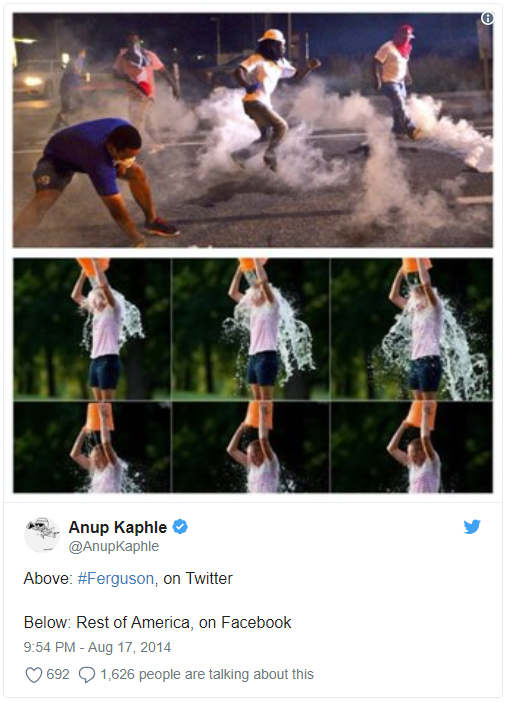 Anup Kaphle
@AnupKaphle
Above: #Ferguson, on Twitter
Below: Rest of America, on Facebook
9:54 PM - Aug 17, 2014
692 1,626 people are talking about this